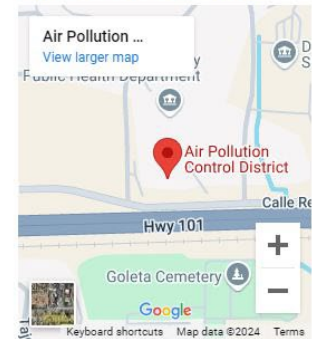 Air Pollution ...
View larger map
y
Public Health Department
D
S
Air Pollution
Control District
Calle Re
Hwy 101
+
Goleta Cemetery
−
Google
Tay
Keyboard shortcuts Map data ©2024 Terms